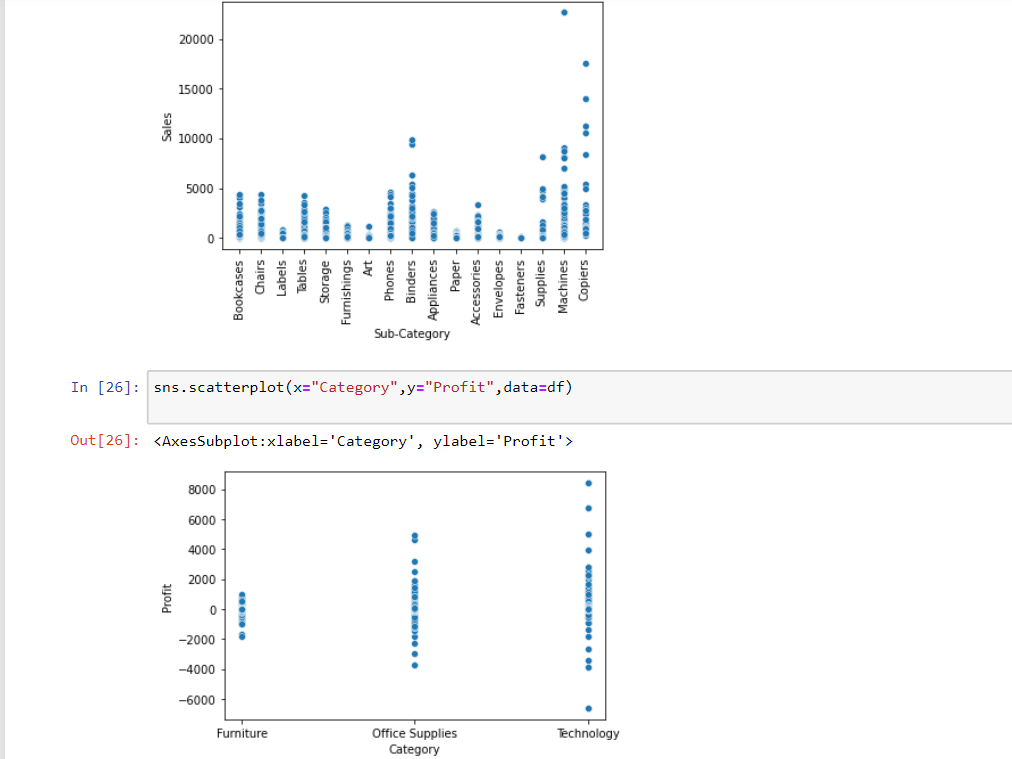 20000
15000
10000
5000
0
Sales
Bookcases
Chairs
Labels
Tables
Storage
Furnishings
Art
Phones
Binders
Appliances
Paper
Accessories
Envelopes
Fasteners
Supplies
Machines
Copiers
Sub-Category
In [26]: sns.scatterplot(x="Category",y="Profit",data=df)
Out[26]: <AxesSubplot:xlabel='Category', ylabel='Profit'>
8000
6000
4000
2000
0
−2000
−4000
−6000
Profit
Furniture Office Supplies Technology
Category